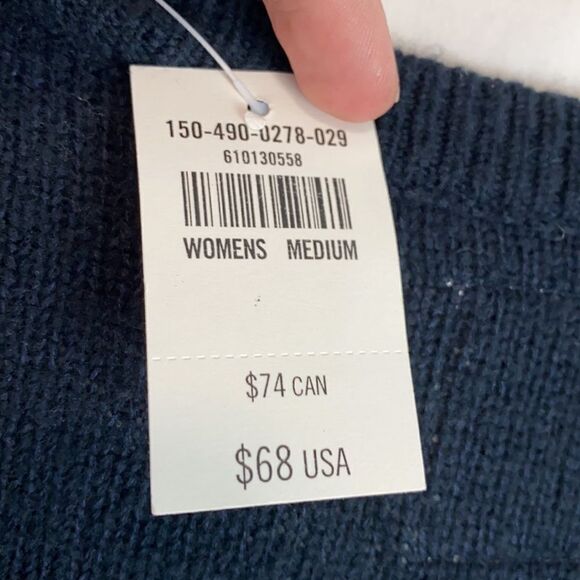 150-490-0278-029
610130558
WOMENS MEDIUM
$74 CAN
$68 USA